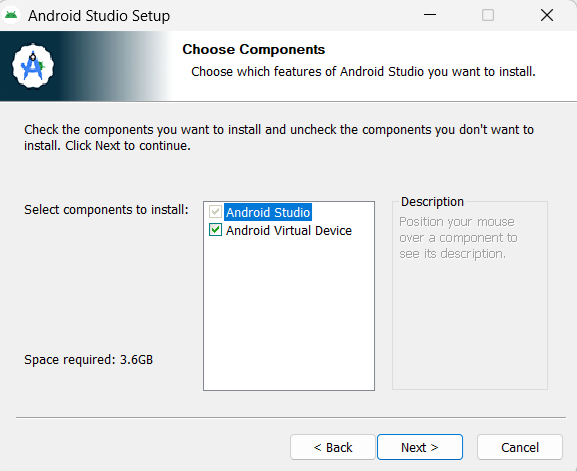 Android Studio Setup
Choose Components
Choose which features of Android Studio you want to install.
Check the components you want to install and uncheck the components you don't want to
install. Click Next to continue.
Select components to install:
Android Studio
Android Virtual Device
Description
Position your mouse
over a component to
see its description.
Space required: 3.6GB
< Back
Next >
Cancel